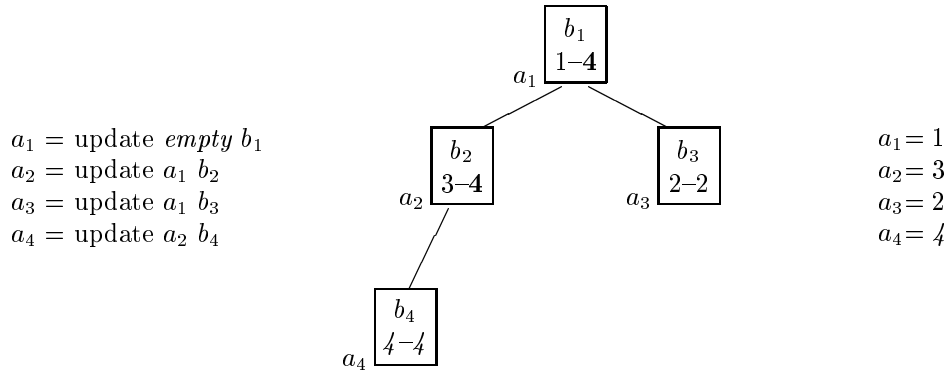 b₁
1–4
a₁
a₁ = update empty b₁
a₂ = update a₁ b₂
a₃ = update a₁ b₃
a₄ = update a₂ b₄
b₂
3–4
a₂
b₃
2–2
a₃
a₁ = 1
a₂ = 3
a₃ = 2
a₄ = 4
b₄
4–4
a₄